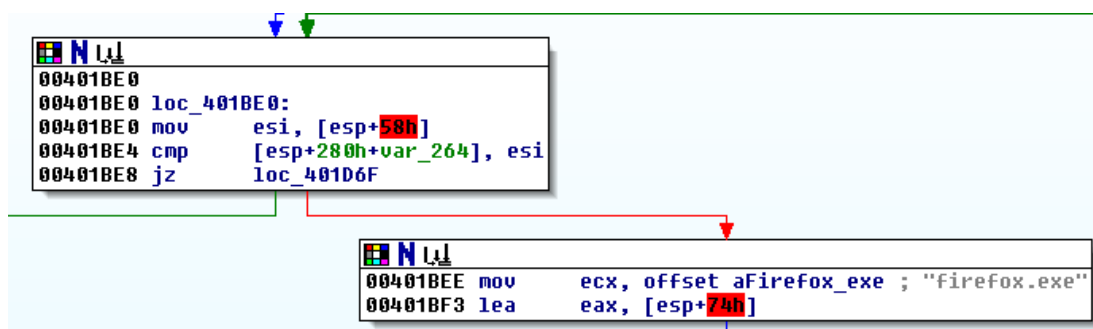 00401BE0
00401BE0 loc_401BE0:
00401BE0 mov esi, [esp+58h]
00401BE4 cmp [esp+280h+var_264], esi
00401BE8 jz loc_401D6F
00401BEE mov ecx, offset aFirefox_exe ; "firefox.exe"
00401BF3 lea eax, [esp+74h]